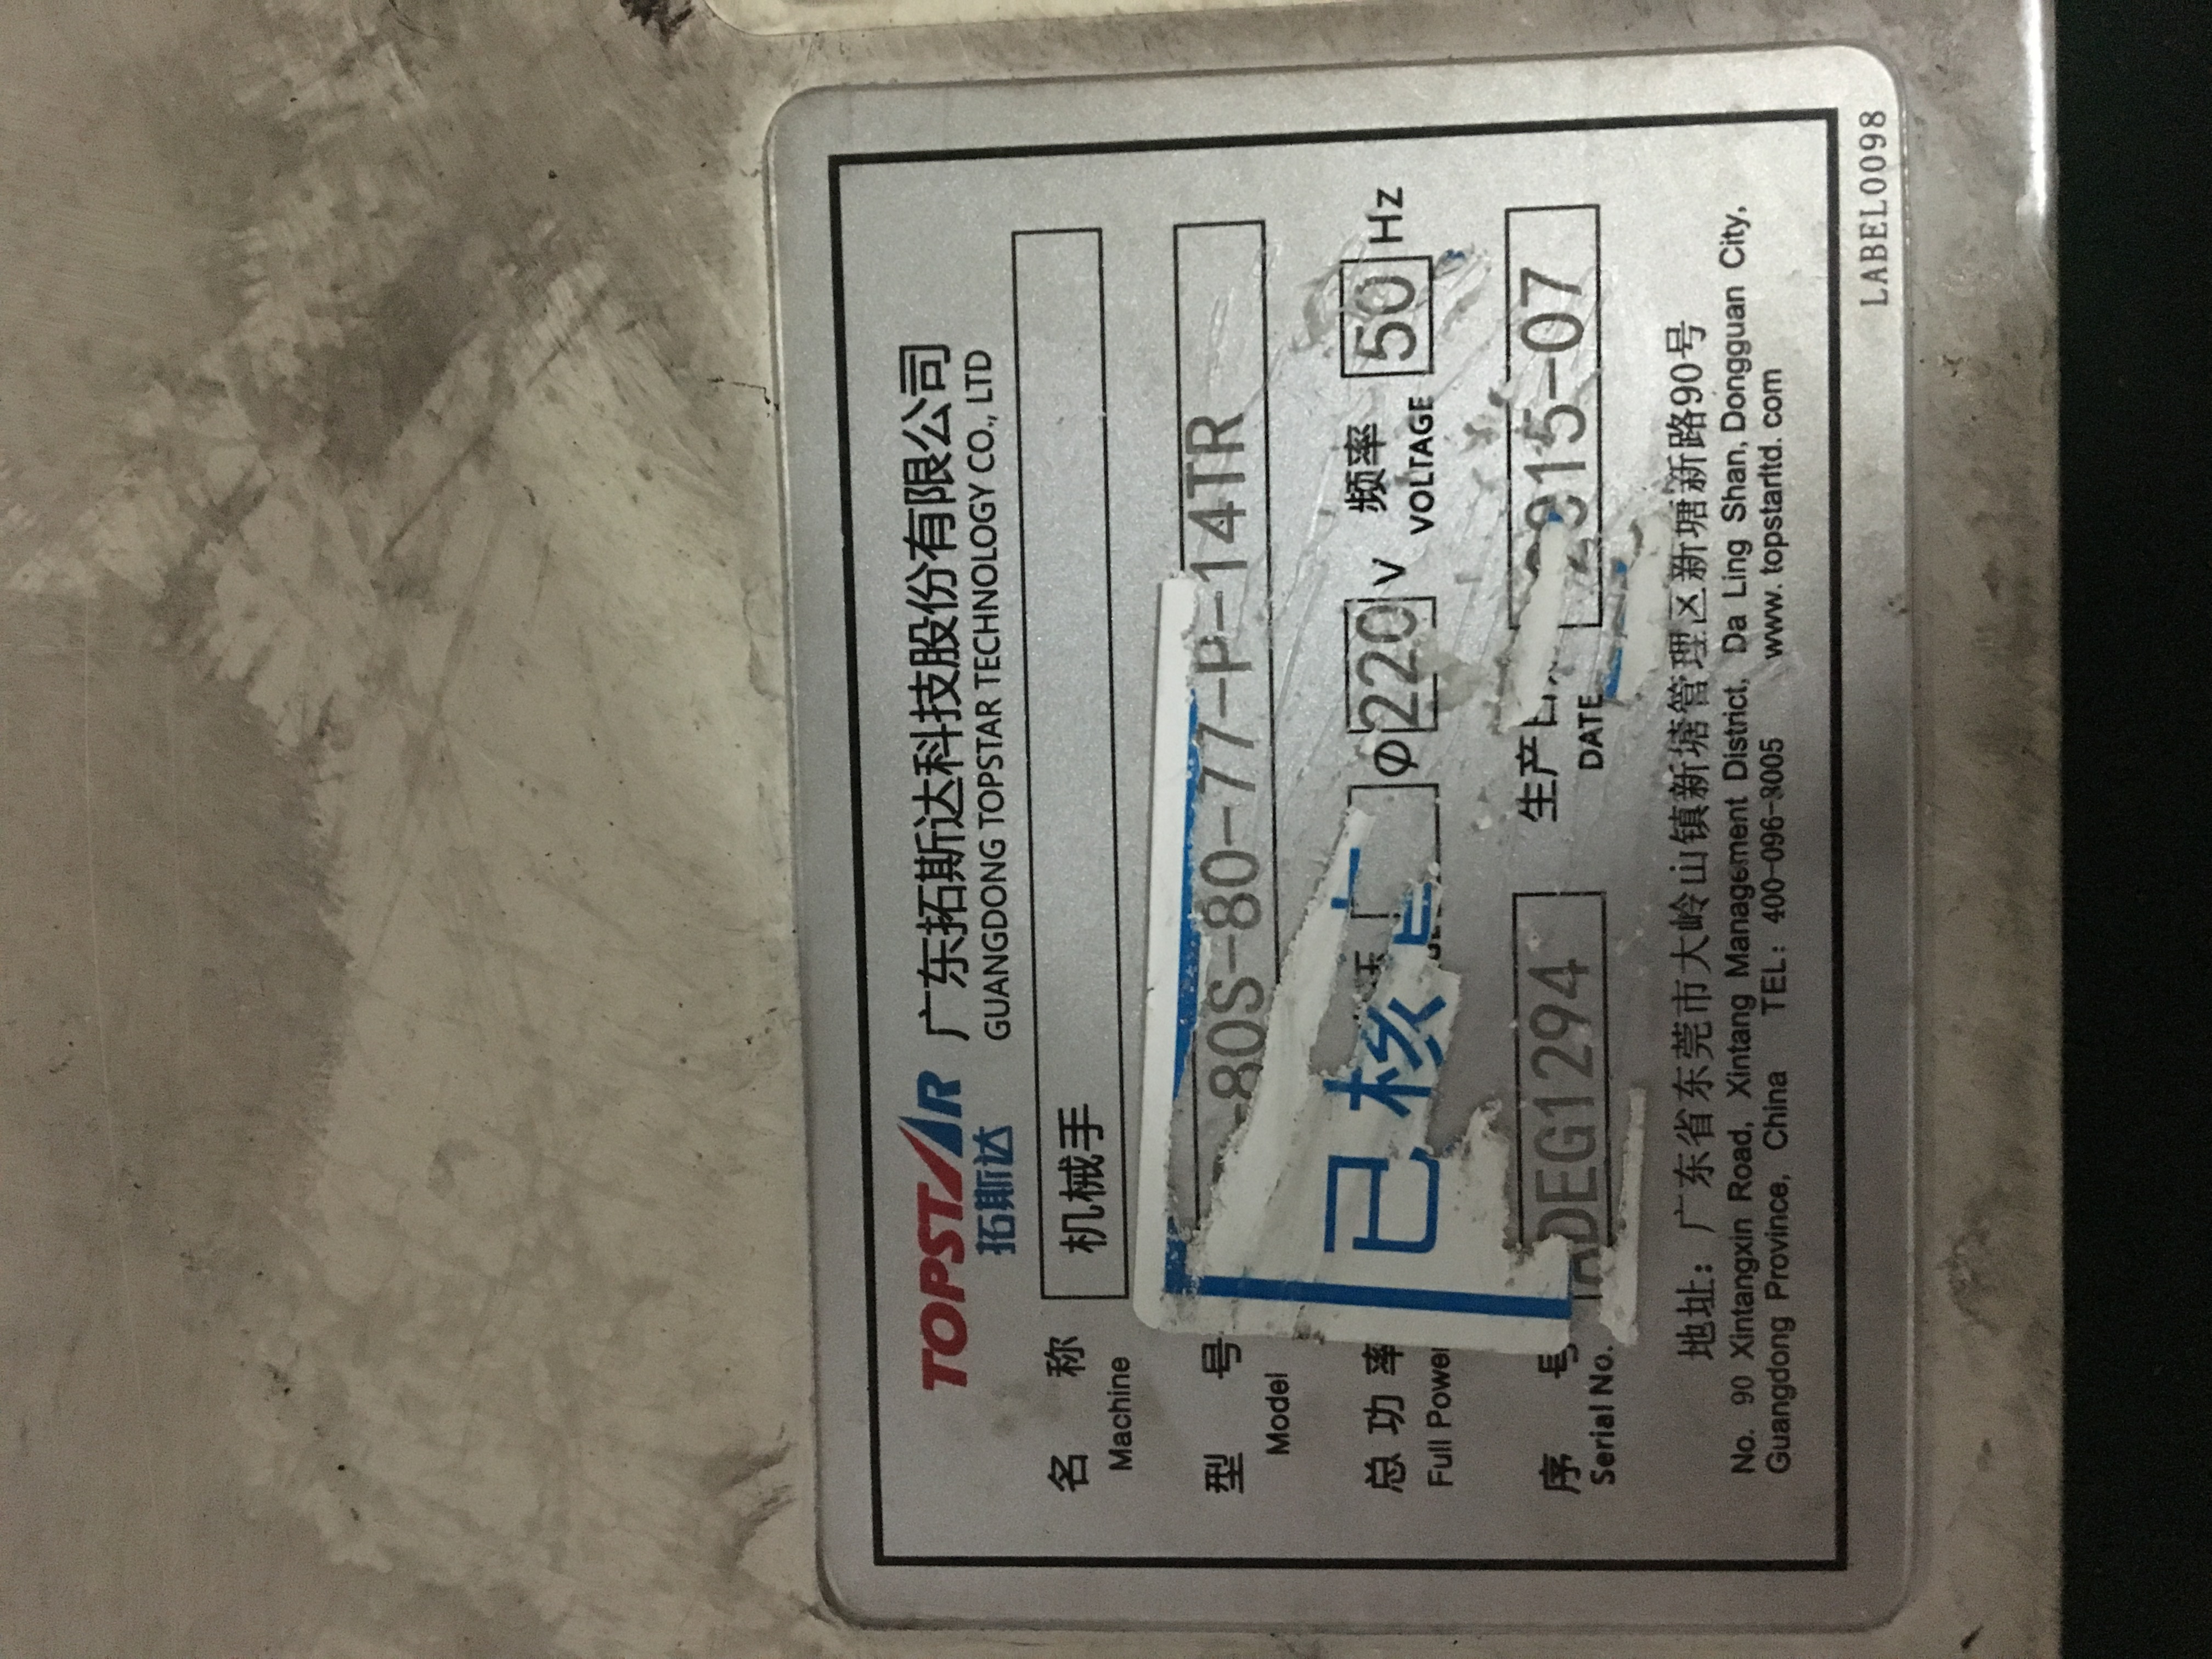 TOPSTAR 广东拓斯达科技股份有限公司
拓斯达 GUANGDONG TOPSTAR TECHNOLOGY CO., LTD
名 称 机械手
Machine
型 号 -80S-80-77-P-14TR
Model
总 功 率 Φ 220 V 频率 50 Hz
Full Power VOLTAGE
已核
序 号 ADEG1294 生产 2015-07
Serial No. DATE
地址: 广东省东莞市大岭山镇新塘管理区新塘新路90号
No. 90 Xintangxin Road, Xintang Management District, Da Ling Shan, Dongguan City,
Guangdong Province, China TEL: 400-096-8005 www.topstarltd.com
LABEL0098